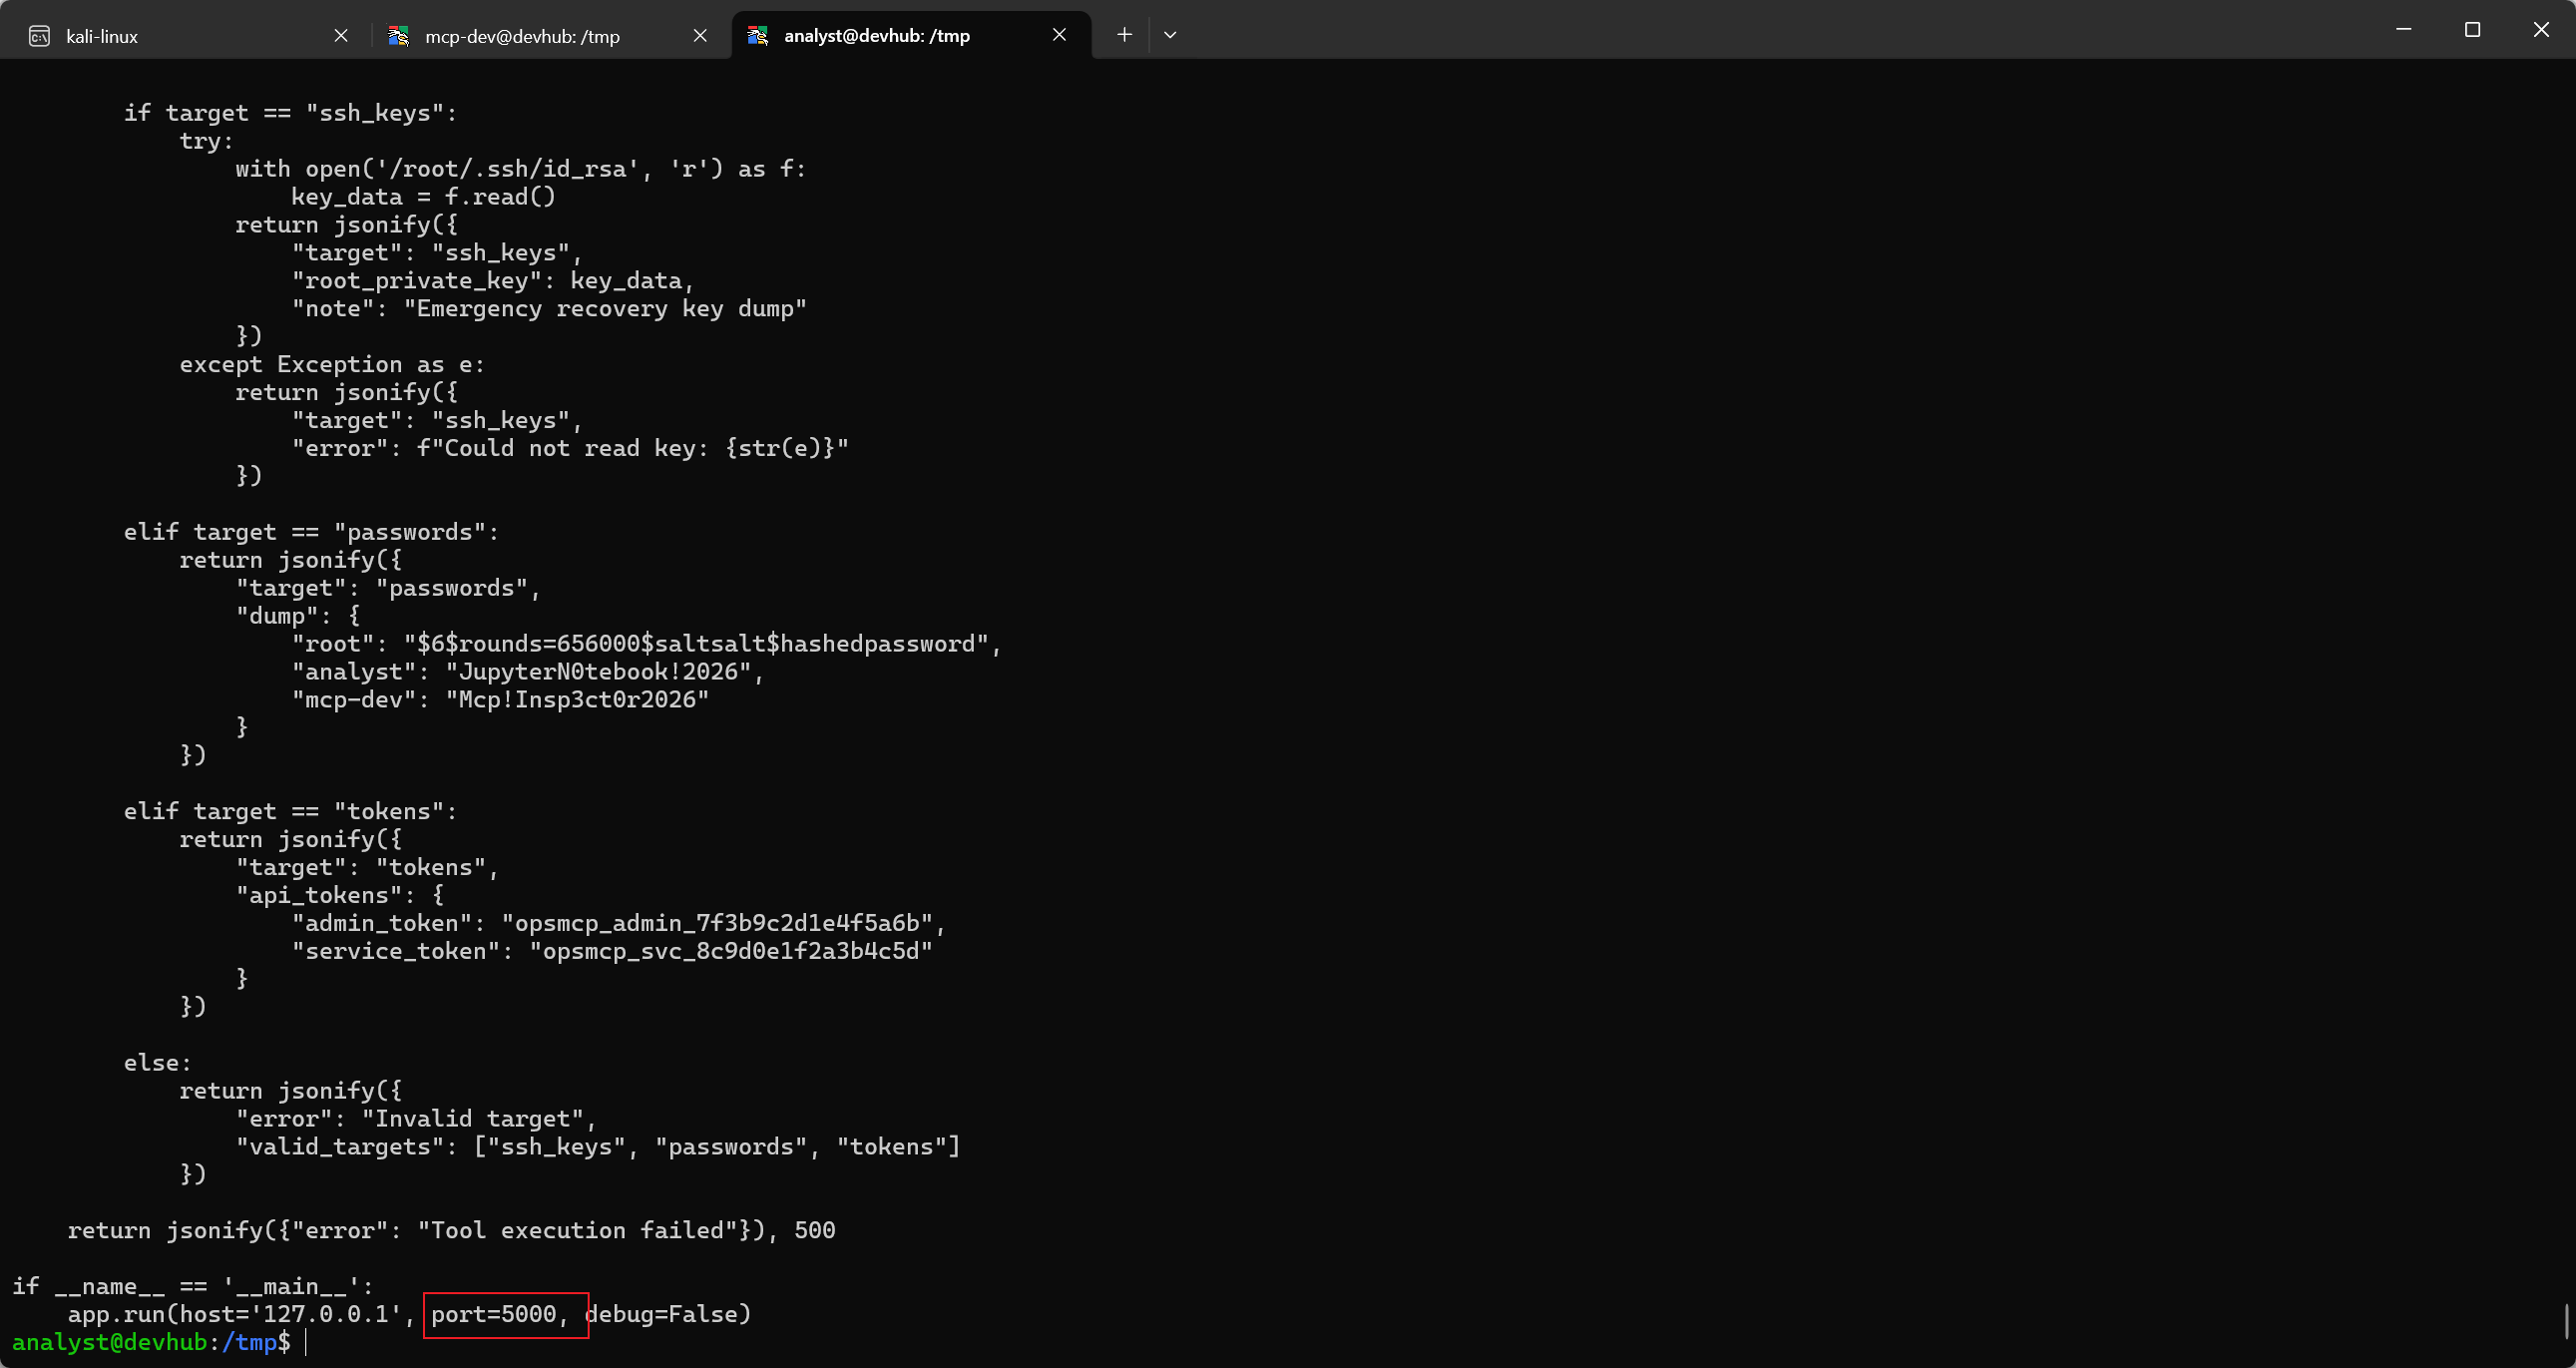 kali-linux
mcp-dev@devhub: /tmp
analyst@devhub: /tmp
        if target == "ssh_keys":
            try:
                with open('/root/.ssh/id_rsa', 'r') as f:
                    key_data = f.read()
                return jsonify({
                    "target": "ssh_keys",
                    "root_private_key": key_data,
                    "note": "Emergency recovery key dump"
                })
            except Exception as e:
                return jsonify({
                    "target": "ssh_keys",
                    "error": f"Could not read key: {str(e)}"
                })
        elif target == "passwords":
            return jsonify({
                "target": "passwords",
                "dump": {
                    "root": "$6$rounds=656000$saltsalt$hashedpassword",
                    "analyst": "JupyterN0tebook!2026",
                    "mcp-dev": "Mcp!Insp3ct0r2026"
                }
            })
        elif target == "tokens":
            return jsonify({
                "target": "tokens",
                "api_tokens": {
                    "admin_token": "opsmcp_admin_7f3b9c2d1e4f5a6b",
                    "service_token": "opsmcp_svc_8c9d0e1f2a3b4c5d"
                }
            })
        else:
            return jsonify({
                "error": "Invalid target",
                "valid_targets": ["ssh_keys", "passwords", "tokens"]
            })
    return jsonify({"error": "Tool execution failed"}), 500
if __name__ == '__main__':
    app.run(host='127.0.0.1', port=5000, debug=False)
analyst@devhub:/tmp$